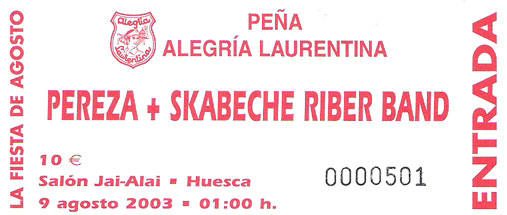 LA FIESTA DE AGOSTO
Alegria
Laurentina
PEÑA
ALEGRÍA LAURENTINA
PEREZA + SKABECHE RIBER BAND
10 €
Salón Jai-Alai ▪ Huesca
9 agosto 2003 ▪ 01:00 h.
0000501
ENTRADA